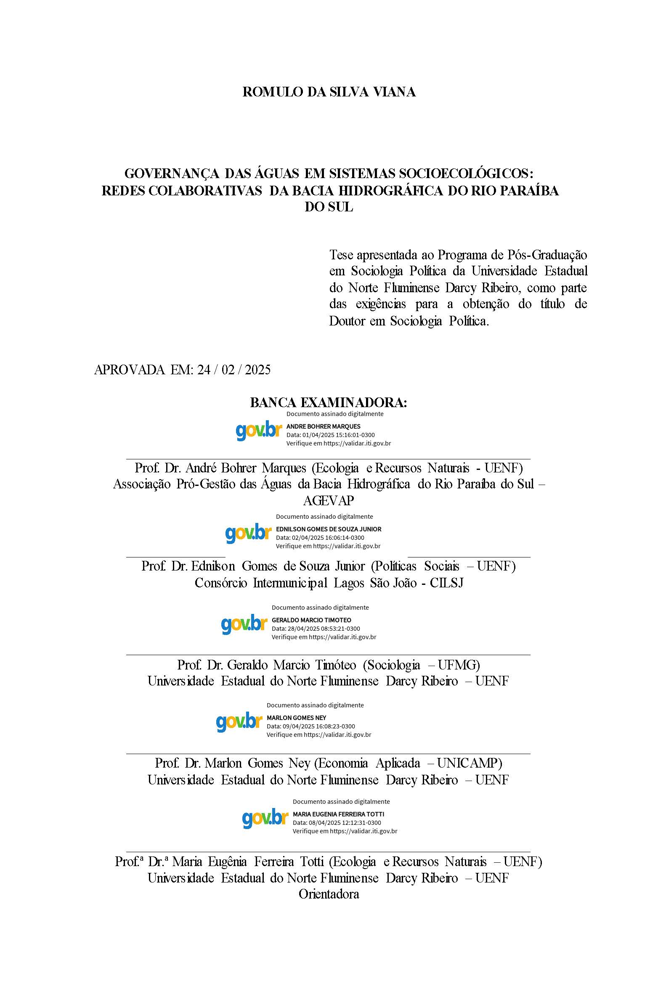 ROMULO DA SILVA VIANA
GOVERNANÇA DAS ÁGUAS EM SISTEMAS SOCIOECOLÓGICOS:
REDES COLABORATIVAS DA BACIA HIDROGRÁFICA DO RIO PARAÍBA
DO SUL
Tese apresentada ao Programa de Pós-Graduação
em Sociologia Política da Universidade Estadual
do Norte Fluminense Darcy Ribeiro, como parte
das exigências para a obtenção do título de
Doutor em Sociologia Política.
APROVADA EM: 24 / 02 / 2025
BANCA EXAMINADORA:
Documento assinado digitalmente
gov.br
ANDRE BOHRER MARQUES
Data: 01/04/2025 15:16:01-0300
Verifique em https://validar.iti.gov.br
Prof. Dr. André Bohrer Marques (Ecologia e Recursos Naturais - UENF)
Associação Pró-Gestão das Águas da Bacia Hidrográfica do Rio Paraíba do Sul –
AGEVAP
Documento assinado digitalmente
gov.br
EDNILSON GOMES DE SOUZA JUNIOR
Data: 02/04/2025 16:06:14-0300
Verifique em https://validar.iti.gov.br
Prof. Dr. Ednilson Gomes de Souza Junior (Políticas Sociais – UENF)
Consórcio Intermunicipal Lagos São João - CILSJ
Documento assinado digitalmente
gov.br
GERALDO MARCIO TIMOTEO
Data: 28/04/2025 08:53:21-0300
Verifique em https://validar.iti.gov.br
Prof. Dr. Geraldo Marcio Timóteo (Sociologia – UFMG)
Universidade Estadual do Norte Fluminense Darcy Ribeiro – UENF
Documento assinado digitalmente
gov.br
MARLON GOMES NEY
Data: 09/04/2025 16:08:23-0300
Verifique em https://validar.iti.gov.br
Prof. Dr. Marlon Gomes Ney (Economia Aplicada – UNICAMP)
Universidade Estadual do Norte Fluminense Darcy Ribeiro – UENF
Documento assinado digitalmente
gov.br
MARIA EUGENIA FERREIRA TOTTI
Data: 08/04/2025 12:12:31-0300
Verifique em https://validar.iti.gov.br
Prof.ª Dr.ª Maria Eugênia Ferreira Totti (Ecologia e Recursos Naturais – UENF)
Universidade Estadual do Norte Fluminense Darcy Ribeiro – UENF
Orientadora